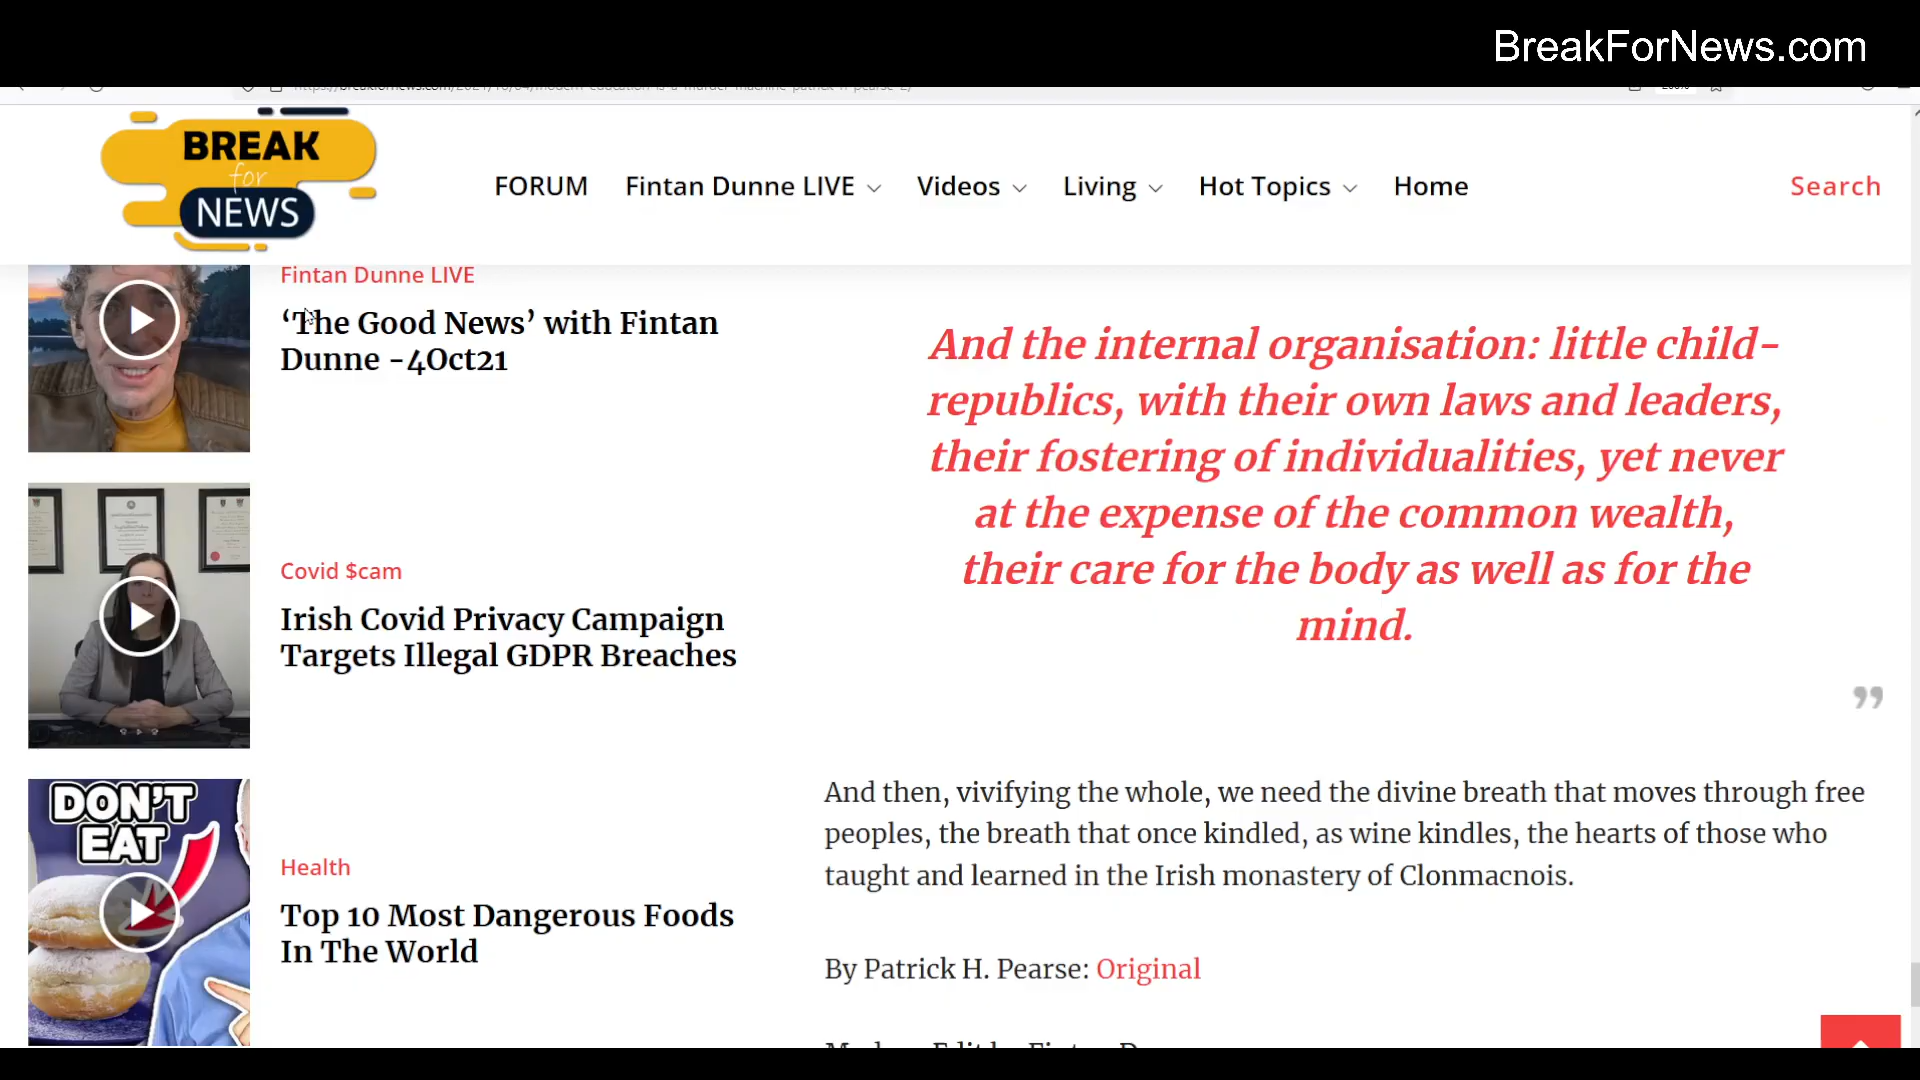 BreakForNews.com
BREAK
for
NEWS
FORUM Fintan Dunne LIVE Videos Living Hot Topics Home Search
Fintan Dunne LIVE
‘The Good News’ with Fintan
Dunne -4Oct21
Covid $cam
Irish Covid Privacy Campaign
Targets Illegal GDPR Breaches
DON'T
EAT
Health
Top 10 Most Dangerous Foods
In The World
And the internal organisation: little child-
republics, with their own laws and leaders,
their fostering of individualities, yet never
at the expense of the common wealth,
their care for the body as well as for the
mind.
”
And then, vivifying the whole, we need the divine breath that moves through free
peoples, the breath that once kindled, as wine kindles, the hearts of those who
taught and learned in the Irish monastery of Clonmacnois.
By Patrick H. Pearse: Original